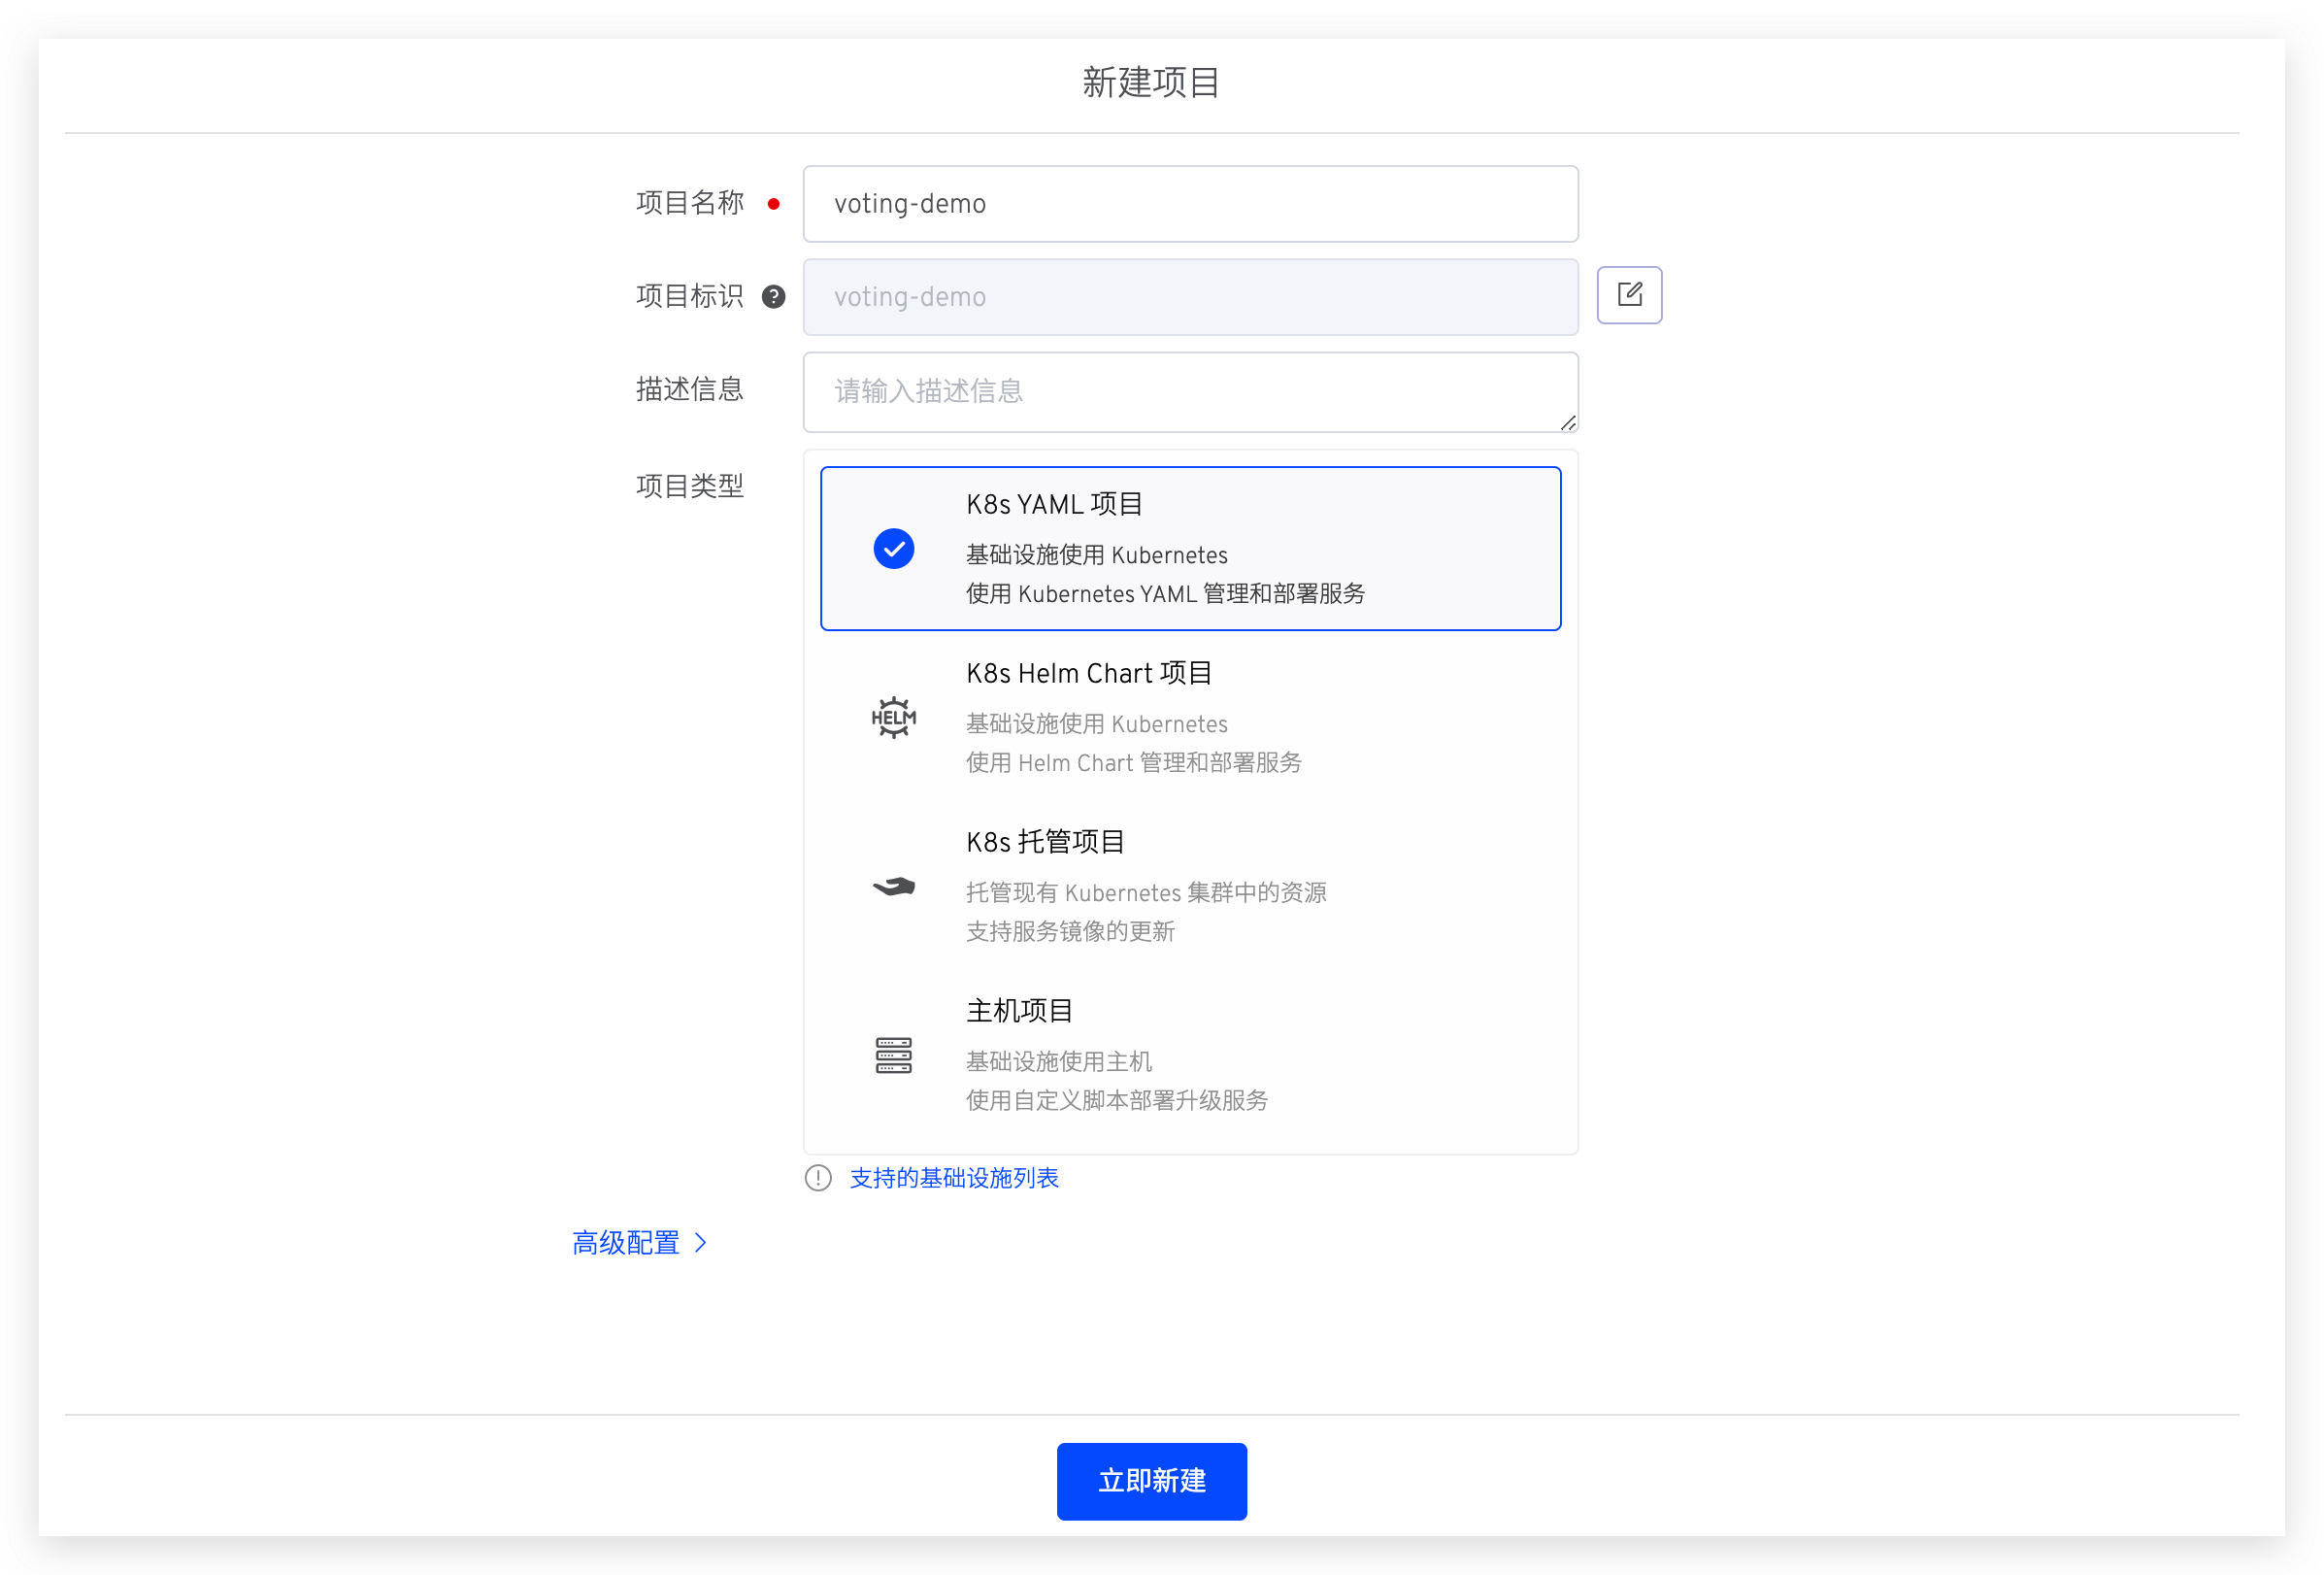 新建项目
项目名称
voting-demo
项目标识
voting-demo
描述信息
请输入描述信息
项目类型
K8s YAML 项目
基础设施使用 Kubernetes
使用 Kubernetes YAML 管理和部署服务
K8s Helm Chart 项目
HELM
基础设施使用 Kubernetes
使用 Helm Chart 管理和部署服务
K8s 托管项目
托管现有 Kubernetes 集群中的资源
支持服务镜像的更新
主机项目
基础设施使用主机
使用自定义脚本部署升级服务
支持的基础设施列表
高级配置
立即新建